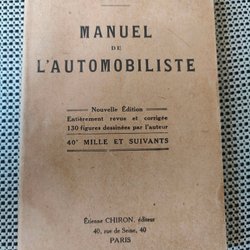 MANUEL
DE
L'AUTOMOBILISTE
Nouvelle Édition
Entièrement revue et corrigée
130 figures dessinées par l'auteur
40e MILLE ET SUIVANTS
Étienne CHIRON, éditeur
40, rue de Seine, 40
PARIS